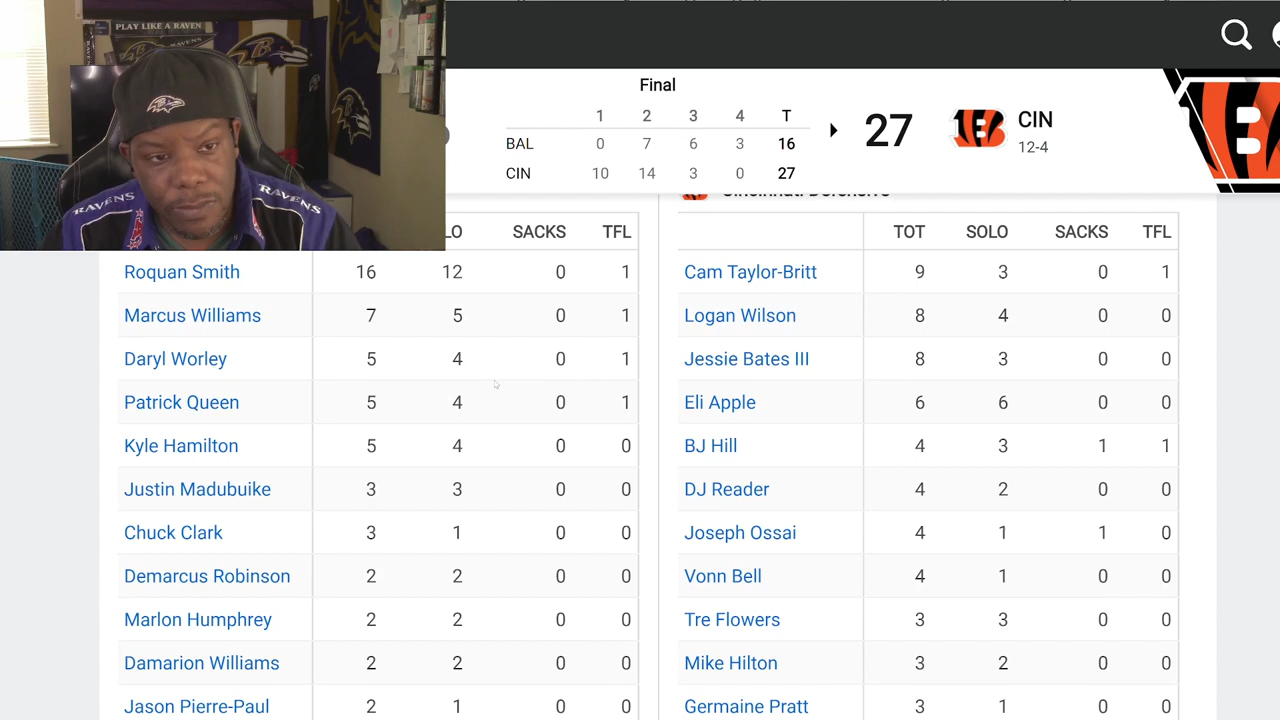 PLAY LIKE A RAVEN
RAVENS
RAVENS
RAVENS
Final
1 2 3 4 T
BAL 0 7 6 3 16
CIN 10 14 3 0 27
27
CIN
12-4
Cincinnati Defensive
LO SACKS TFL
Roquan Smith 16 12 0 1
Marcus Williams 7 5 0 1
Daryl Worley 5 4 0 1
Patrick Queen 5 4 0 1
Kyle Hamilton 5 4 0 0
Justin Madubuike 3 3 0 0
Chuck Clark 3 1 0 0
Demarcus Robinson 2 2 0 0
Marlon Humphrey 2 2 0 0
Damarion Williams 2 2 0 0
Jason Pierre-Paul 2 1 0 0
TOT SOLO SACKS TFL
Cam Taylor-Britt 9 3 0 1
Logan Wilson 8 4 0 0
Jessie Bates III 8 3 0 0
Eli Apple 6 6 0 0
BJ Hill 4 3 1 1
DJ Reader 4 2 0 0
Joseph Ossai 4 1 1 0
Vonn Bell 4 1 0 0
Tre Flowers 3 3 0 0
Mike Hilton 3 2 0 0
Germaine Pratt 3 1 0 0